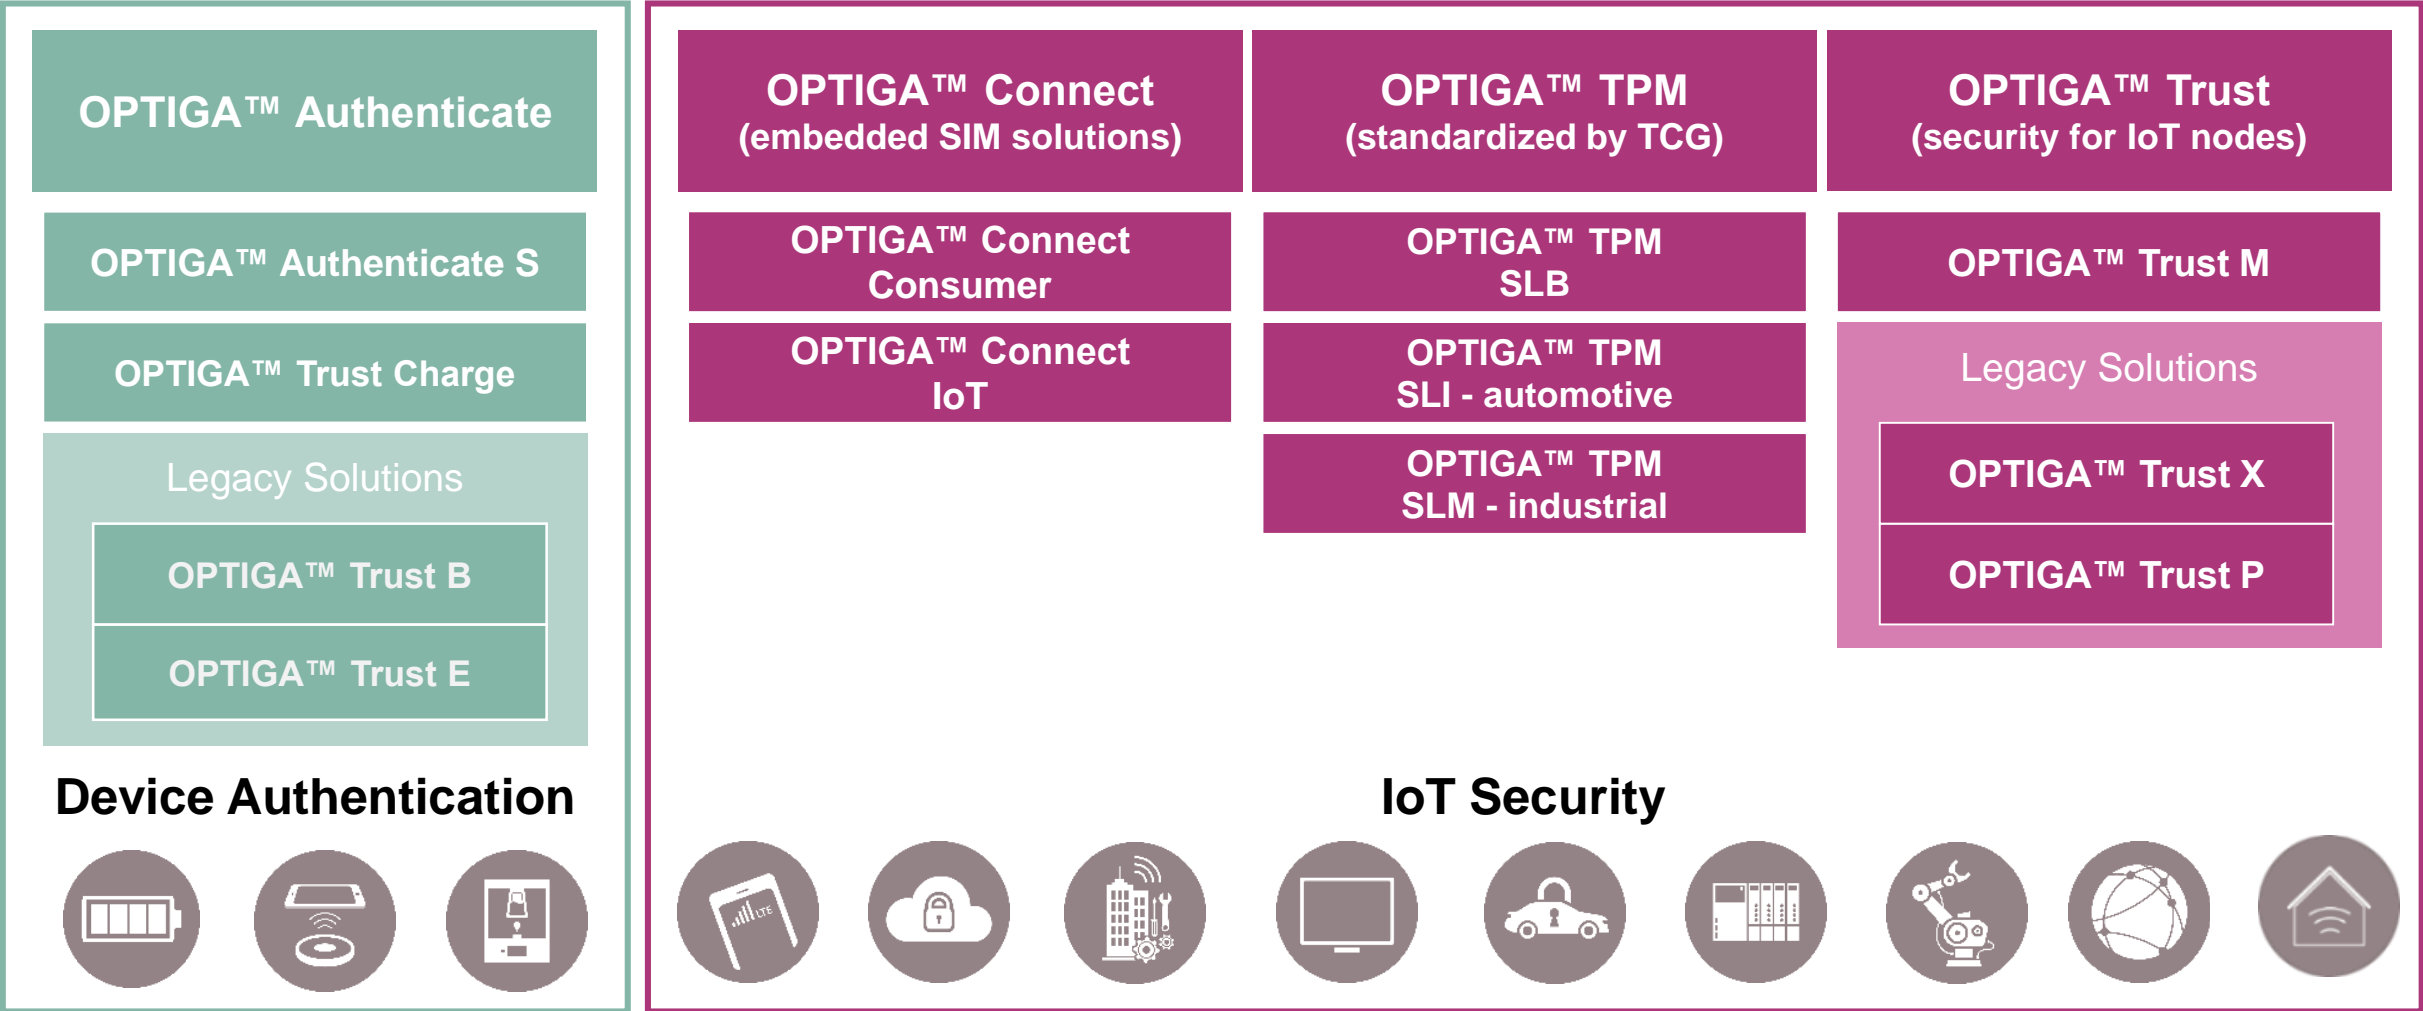 OPTIGA™ Authenticate
OPTIGA™ Authenticate S
OPTIGA™ Trust Charge
Legacy Solutions
OPTIGA™ Trust B
OPTIGA™ Trust E
Device Authentication
OPTIGA™ Connect
(embedded SIM solutions)
OPTIGA™ Connect
Consumer
OPTIGA™ Connect
IoT
OPTIGA™ TPM
(standardized by TCG)
OPTIGA™ TPM
SLB
OPTIGA™ TPM
SLI - automotive
OPTIGA™ TPM
SLM - industrial
OPTIGA™ Trust
(security for IoT nodes)
OPTIGA™ Trust M
Legacy Solutions
OPTIGA™ Trust X
OPTIGA™ Trust P
IoT Security
LTE